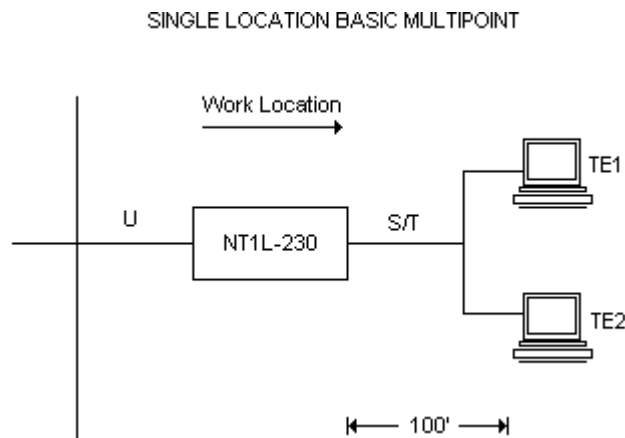 SINGLE LOCATION BASIC MULTIPOINT
Work Location
TE1
U
NT1L-230
S/T
TE2
100'